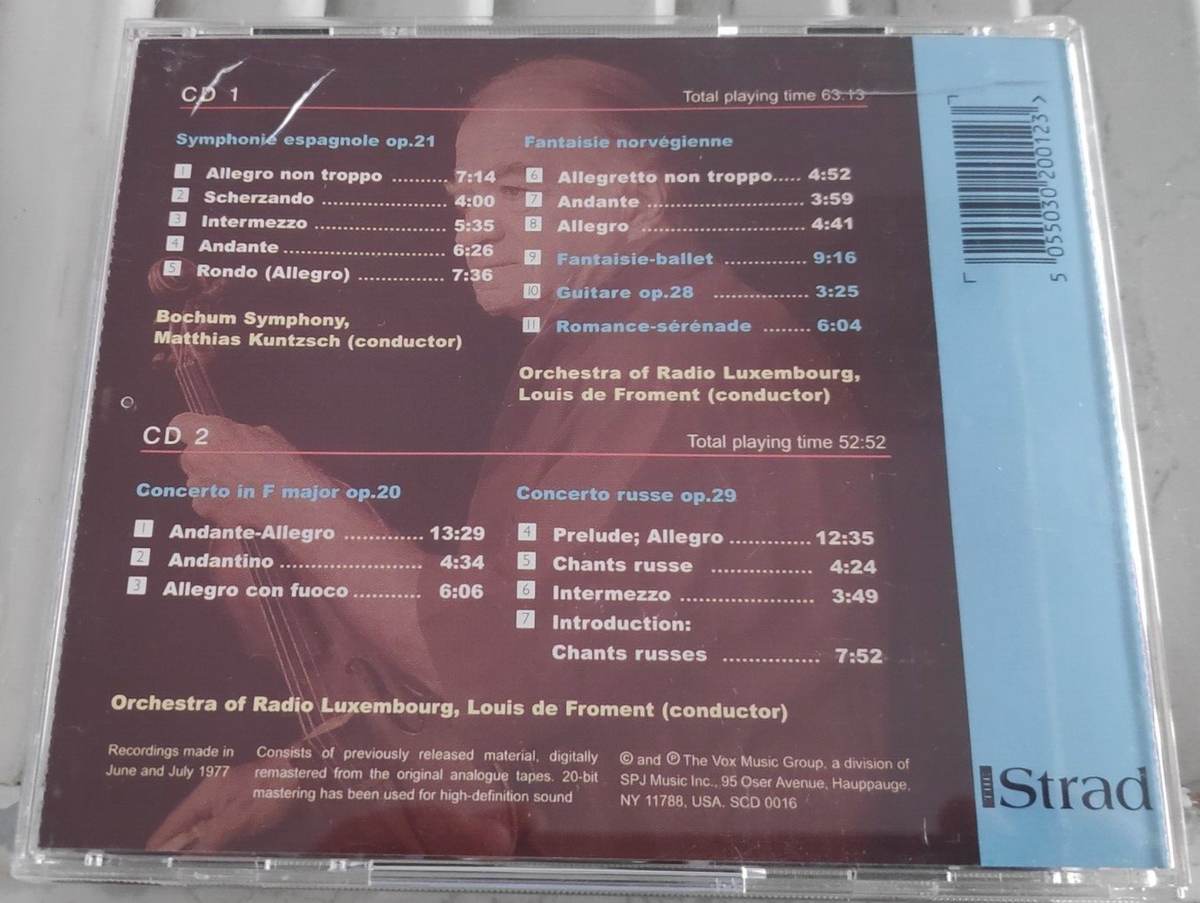 CD 1
Total playing time 63.13
Symphonie espagnole op.21
1 Allegro non troppo ......... 7:14
2 Scherzando ..................... 4:00
3 Intermezzo ...................... 5:35
4 Andante ........................... 6:26
5 Rondo (Allegro) .............. 7:36
Bochum Symphony,
Matthias Kuntzsch (conductor)
Fantaisie norvégienne
6 Allegretto non troppo..... 4:52
7 Andante ......................... 3:59
8 Allegro .......................... 4:41
9 Fantaisie-ballet .............. 9:16
10 Guitare op.28 ................ 3:25
11 Romance-sérénade ........ 6:04
Orchestra of Radio Luxembourg,
Louis de Froment (conductor)
CD 2
Total playing time 52:52
Concerto in F major op.20
1 Andante-Allegro ............ 13:29
2 Andantino ...................... 4:34
3 Allegro con fuoco .......... 6:06
Concerto russe op.29
4 Prelude; Allegro ............ 12:35
5 Chants russe ............... 4:24
6 Intermezzo .................... 3:49
7 Introduction:
Chants russes .............. 7:52
Orchestra of Radio Luxembourg, Louis de Froment (conductor)
Recordings made in
June and July 1977
Consists of previously released material, digitally
remastered from the original analogue tapes. 20-bit
mastering has been used for high-definition sound
© and ℗ The Vox Music Group, a division of
SPJ Music Inc., 95 Oser Avenue, Hauppauge,
NY 11788, USA. SCD 0016
5 055030 200123 >
THE Strad